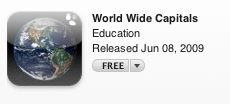 World Wide Capitals
Education
Released Jun 08, 2009
FREE